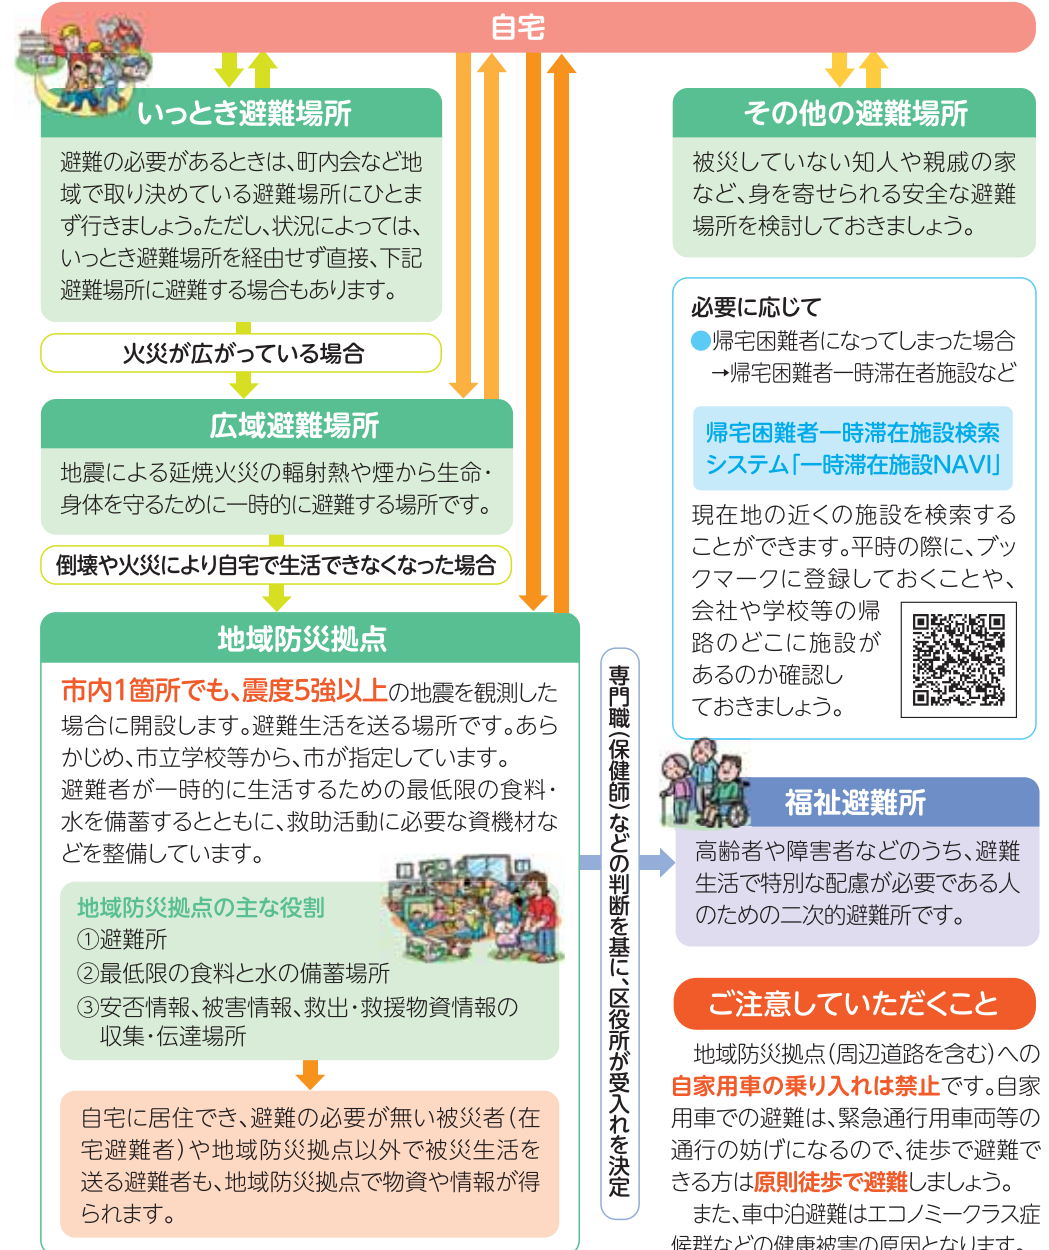 自宅
いっとき避難場所
避難の必要があるときは、町内会など地
域で取り決めている避難場所にひとま
ず行きましょう。ただし、状況によっては、
いっとき避難場所を経由せず直接、下記
避難場所に避難する場合もあります。
火災が広がっている場合
広域避難場所
地震による延焼火災の輻射熱や煙から生命・
身体を守るために一時的に避難する場所です。
倒壊や火災により自宅で生活できなくなった場合
地域防災拠点
市内1箇所でも、震度5強以上の地震を観測した
場合に開設します。避難生活を送る場所です。あら
かじめ、市立学校等から、市が指定しています。
避難者が一時的に生活するための最低限の食料・
水を備蓄するとともに、救助活動に必要な資機材な
どを整備しています。
地域防災拠点の主な役割
①避難所
②最低限の食料と水の備蓄場所
③安否情報、被害情報、救出・救援物資情報の
収集・伝達場所
自宅に居住でき、避難の必要が無い被災者(在
宅避難者)や地域防災拠点以外で被災生活を
送る避難者も、地域防災拠点で物資や情報が得
られます。
専門職(保健師)などの判断を基に、区役所が受入れを決定
その他の避難場所
被災していない知人や親戚の家
など、身を寄せられる安全な避難
場所を検討しておきましょう。
必要に応じて
●帰宅困難者になってしまった場合
→帰宅困難者一時滞在者施設など
帰宅困難者一時滞在施設検索
システム「一時滞在施設NAVI」
現在地の近くの施設を検索する
ことができます。平時の際に、ブッ
クマークに登録しておくことや、
会社や学校等の帰
路のどこに施設が
あるのか確認し
ておきましょう。
福祉避難所
高齢者や障害者などのうち、避難
生活で特別な配慮が必要である人
のための二次的避難所です。
ご注意していただくこと
地域防災拠点(周辺道路を含む)への
自家用車の乗り入れは禁止です。自家
用車での避難は、緊急通行用車両等の
通行の妨げになるので、徒歩で避難で
きる方は原則徒歩で避難しましょう。
また、車中泊避難はエコノミークラス症
候群などの健康被害の原因となります。